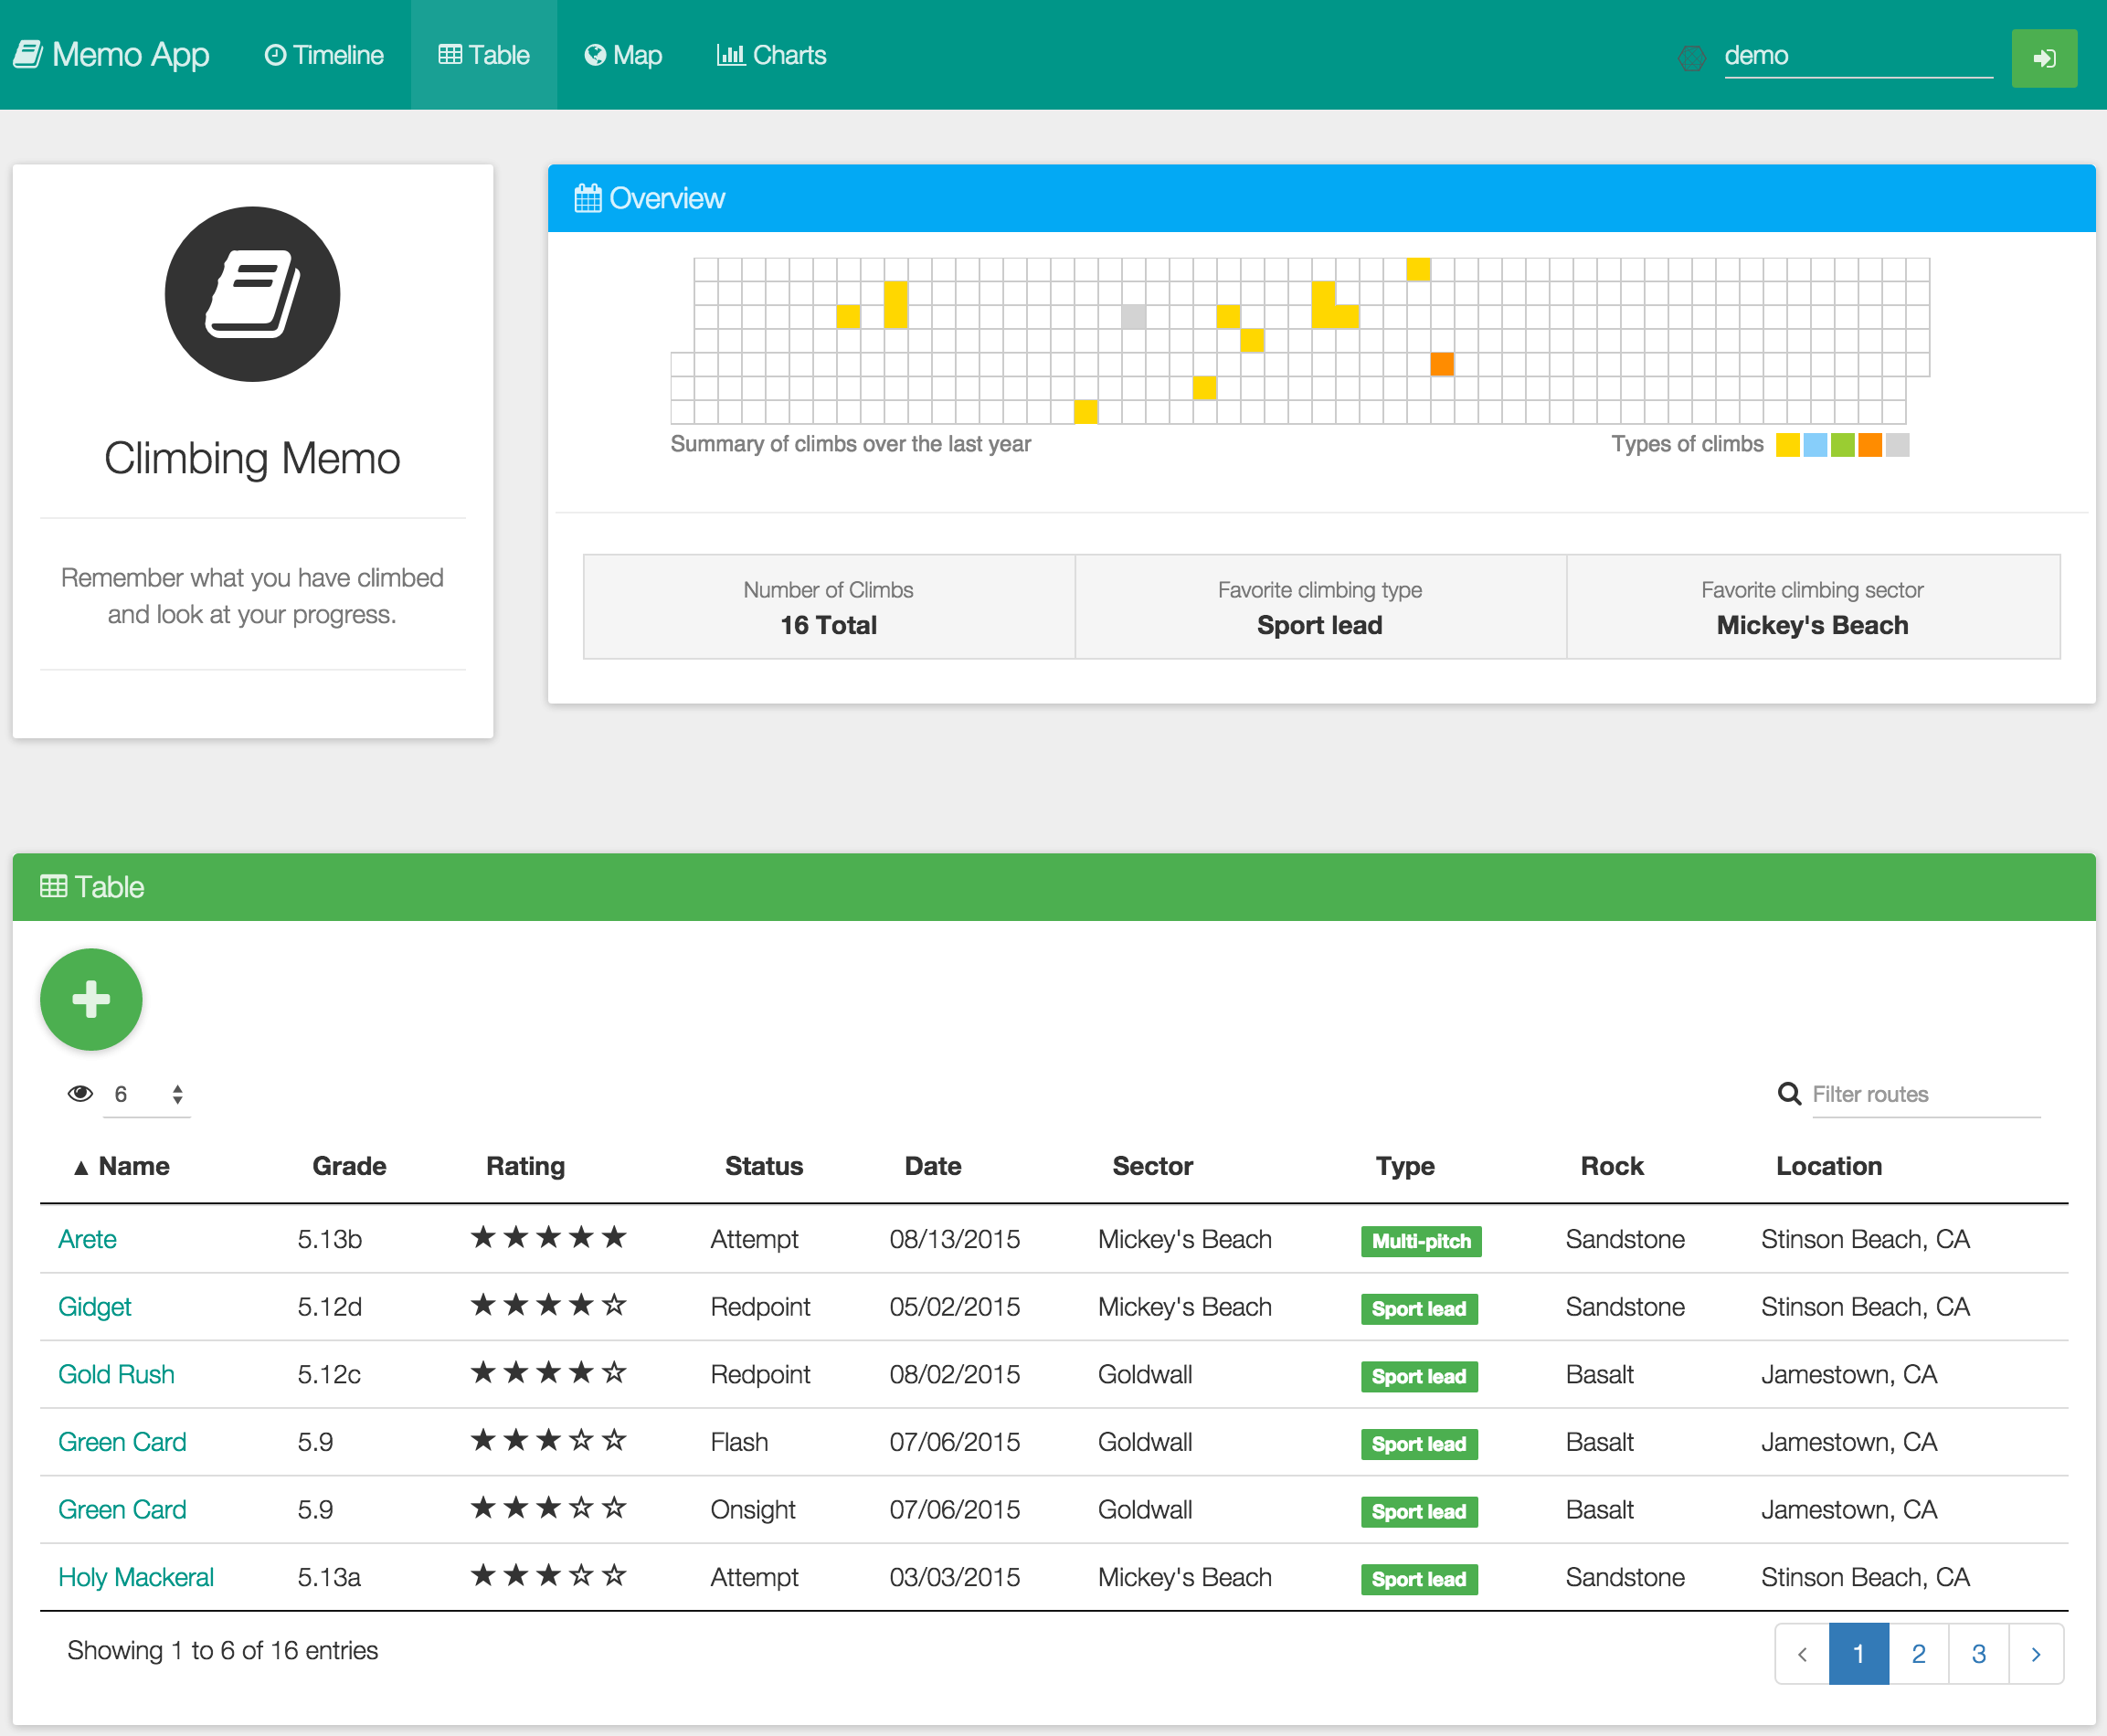 Memo App Timeline Table Map Charts demo
Climbing Memo
Remember what you have climbed
and look at your progress.
Overview
Summary of climbs over the last year Types of climbs
Number of Climbs Favorite climbing type Favorite climbing sector
16 Total Sport lead Mickey's Beach
Table
6 Filter routes
▲ Name Grade Rating Status Date Sector Type Rock Location
Arete 5.13b ★★★★★ Attempt 08/13/2015 Mickey's Beach Multi-pitch Sandstone Stinson Beach, CA
Gidget 5.12d ★★★★☆ Redpoint 05/02/2015 Mickey's Beach Sport lead Sandstone Stinson Beach, CA
Gold Rush 5.12c ★★★★☆ Redpoint 08/02/2015 Goldwall Sport lead Basalt Jamestown, CA
Green Card 5.9 ★★★☆☆ Flash 07/06/2015 Goldwall Sport lead Basalt Jamestown, CA
Green Card 5.9 ★★★☆☆ Onsight 07/06/2015 Goldwall Sport lead Basalt Jamestown, CA
Holy Mackeral 5.13a ★★★☆☆ Attempt 03/03/2015 Mickey's Beach Sport lead Sandstone Stinson Beach, CA
Showing 1 to 6 of 16 entries ‹ 1 2 3 ›